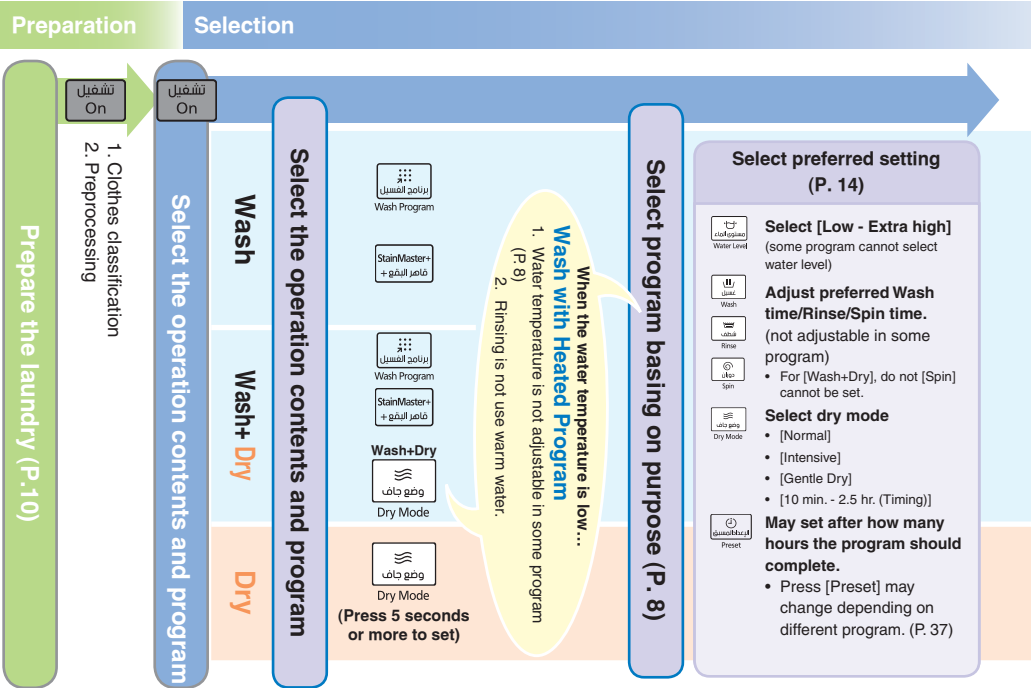 Preparation
Selection
Prepare the laundry (P.10)
تشغيل
On
1. Clothes classification
2. Preprocessing
تشغيل
On
Select the operation contents and program
Wash
Wash+ Dry
Dry
Select the operation contents and program
برنامج الغسيل
Wash Program
StainMaster+
قاهر البقع +
برنامج الغسيل
Wash Program
StainMaster+
قاهر البقع +
Wash+Dry
وضع جاف
Dry Mode
وضع جاف
Dry Mode
(Press 5 seconds
or more to set)
When the water temperature is low…
Wash with Heated Program
1. Water temperature is not adjustable in some program
(P. 8)
2. Rinsing is not use warm water.
Select program basing on purpose (P. 8)
Select preferred setting
(P. 14)
مستوى الماء
Water Level
Select [Low - Extra high]
(some program cannot select
water level)
غسيل
Wash
Adjust preferred Wash
time/Rinse/Spin time.
شطف
Rinse
(not adjustable in some
program)
دوران
Spin
• For [Wash+Dry], do not [Spin]
cannot be set.
وضع جاف
Dry Mode
Select dry mode
• [Normal]
• [Intensive]
• [Gentle Dry]
• [10 min. - 2.5 hr. (Timing)]
الإعداد المسبق
Preset
May set after how many
hours the program should
complete.
• Press [Preset] may
change depending on
different program. (P. 37)